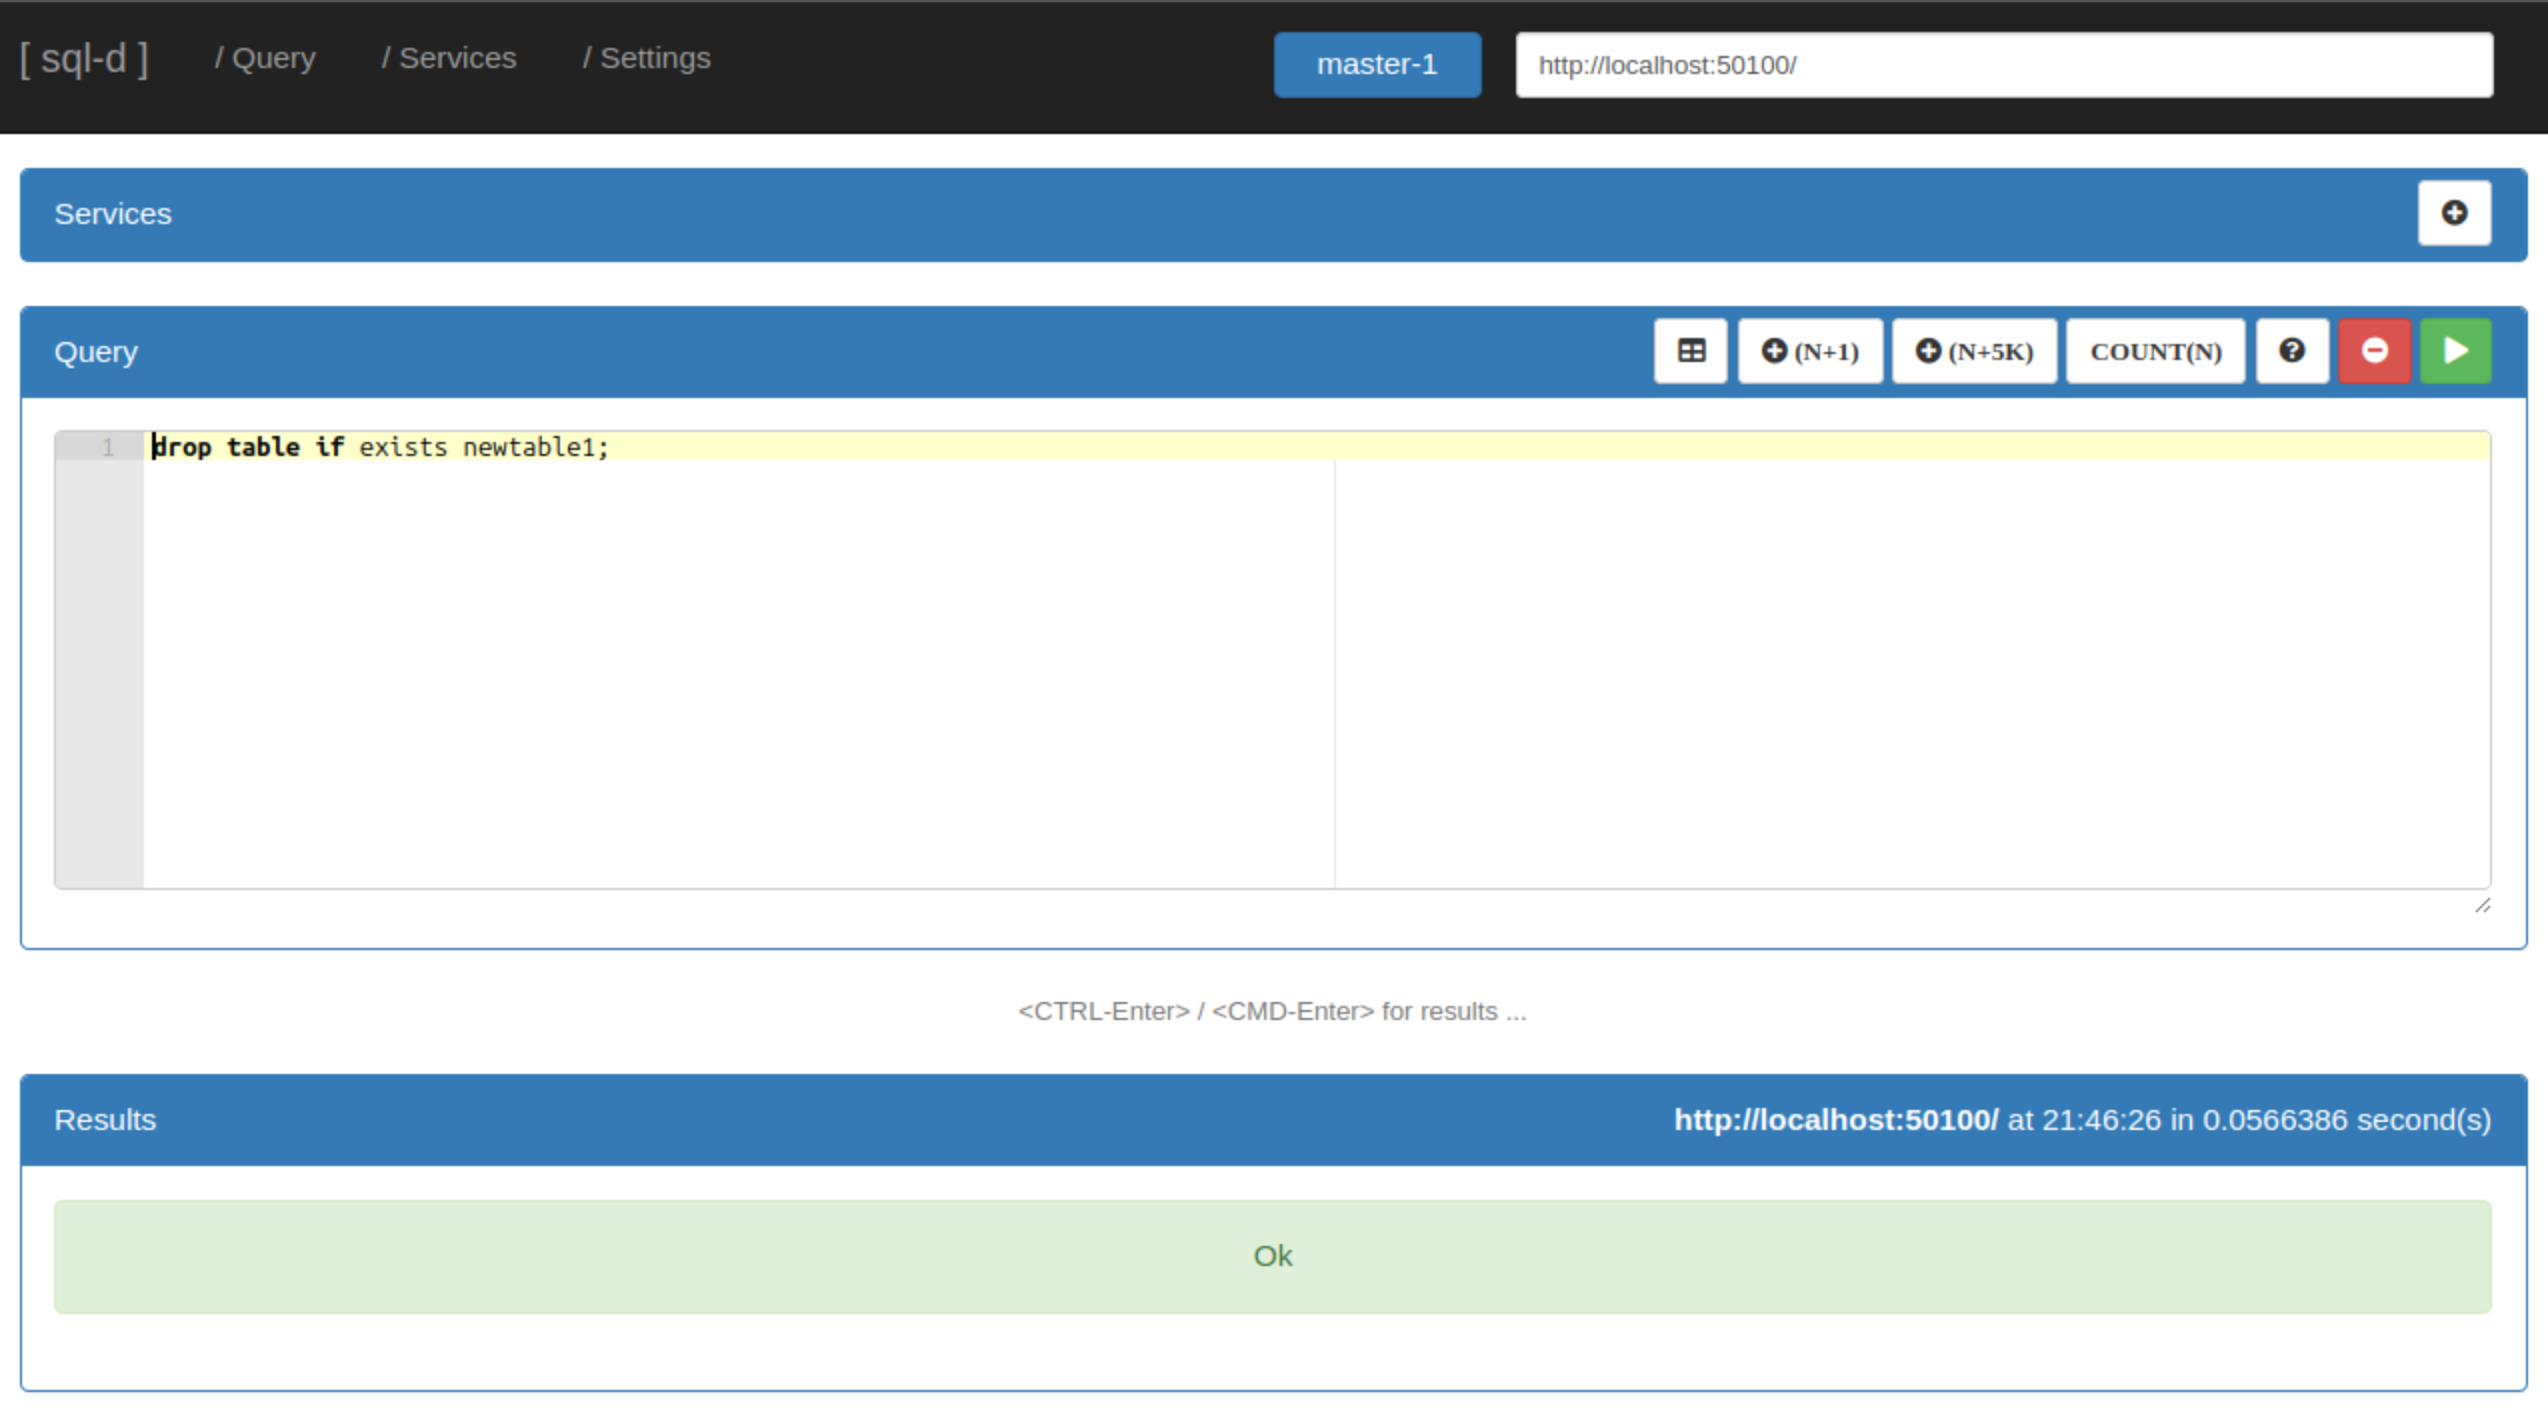 [ sql-d ] / Query / Services / Settings master-1 http://localhost:50100/
Services
Query (N+1) (N+5K) COUNT(N)
1 drop table if exists newtable1;
<CTRL-Enter> / <CMD-Enter> for results ...
Results http://localhost:50100/ at 21:46:26 in 0.0566386 second(s)
Ok